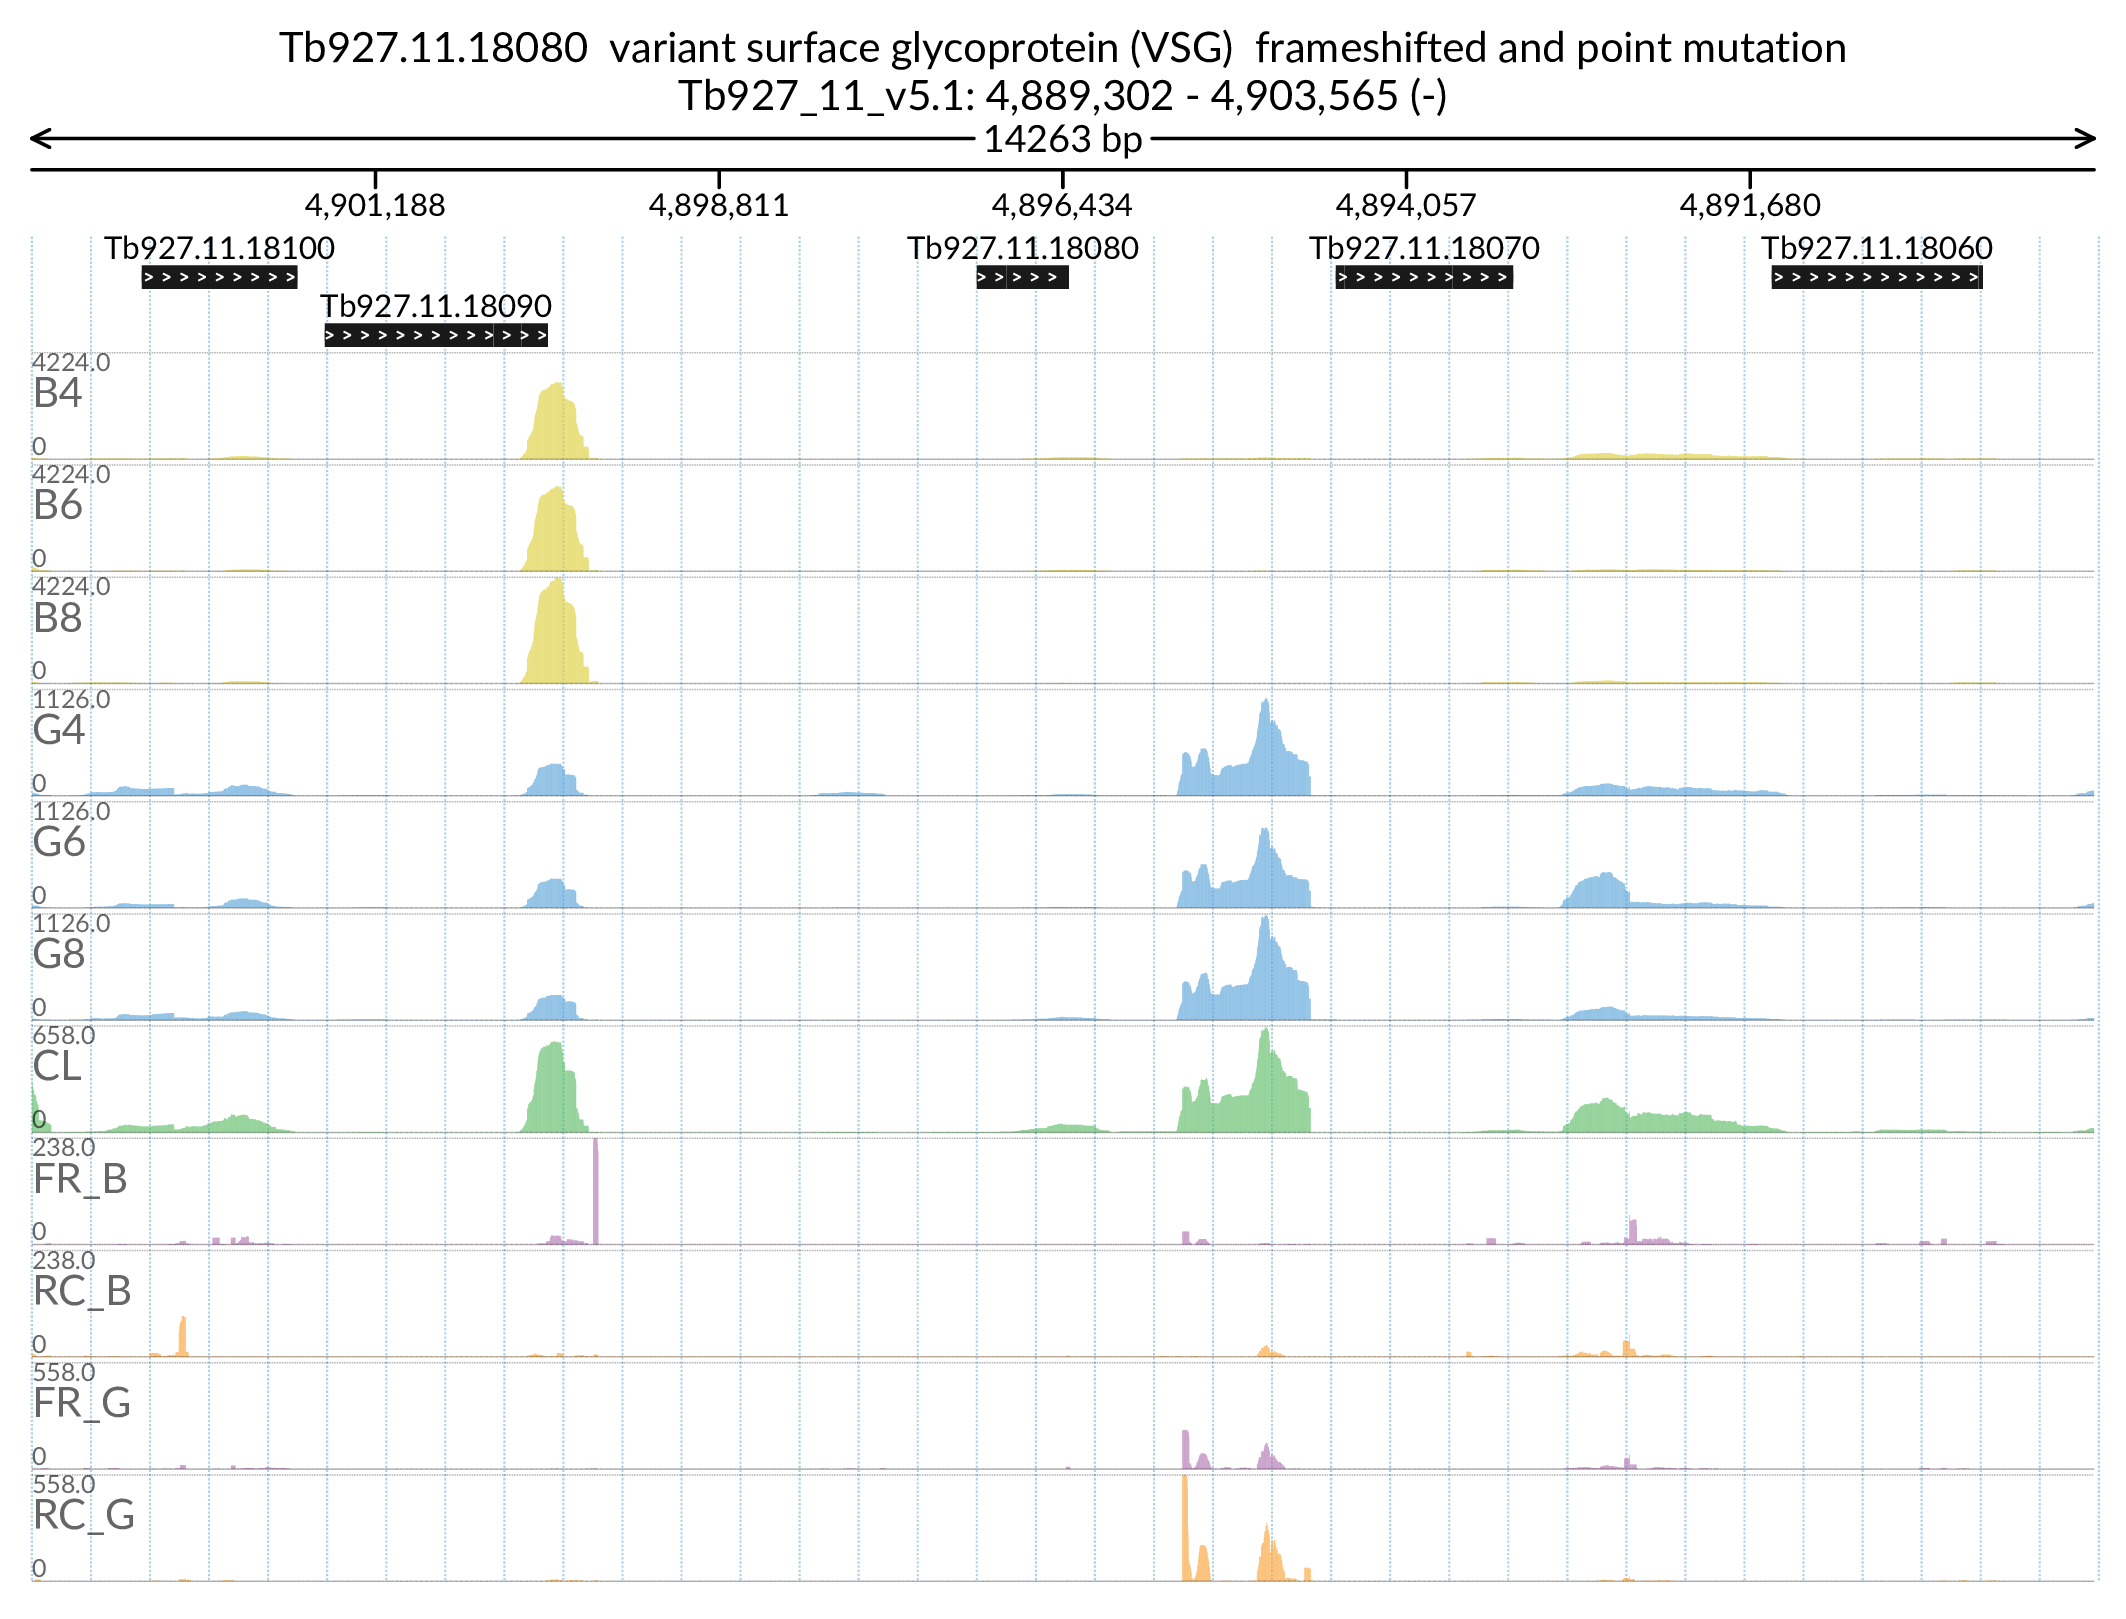 Tb927.11.18080  variant surface glycoprotein (VSG)  frameshifted and point mutation
Tb927_11_v5.1: 4,889,302 - 4,903,565 (-)
14263 bp
4,901,188 4,898,811 4,896,434 4,894,057 4,891,680
Tb927.11.18100 Tb927.11.18080 Tb927.11.18070 Tb927.11.18060
Tb927.11.18090
4224.0
B4
0
4224.0
B6
0
4224.0
B8
0
1126.0
G4
0
1126.0
G6
0
1126.0
G8
0
658.0
CL
0
238.0
FR_B
0
238.0
RC_B
0
558.0
FR_G
0
558.0
RC_G
0